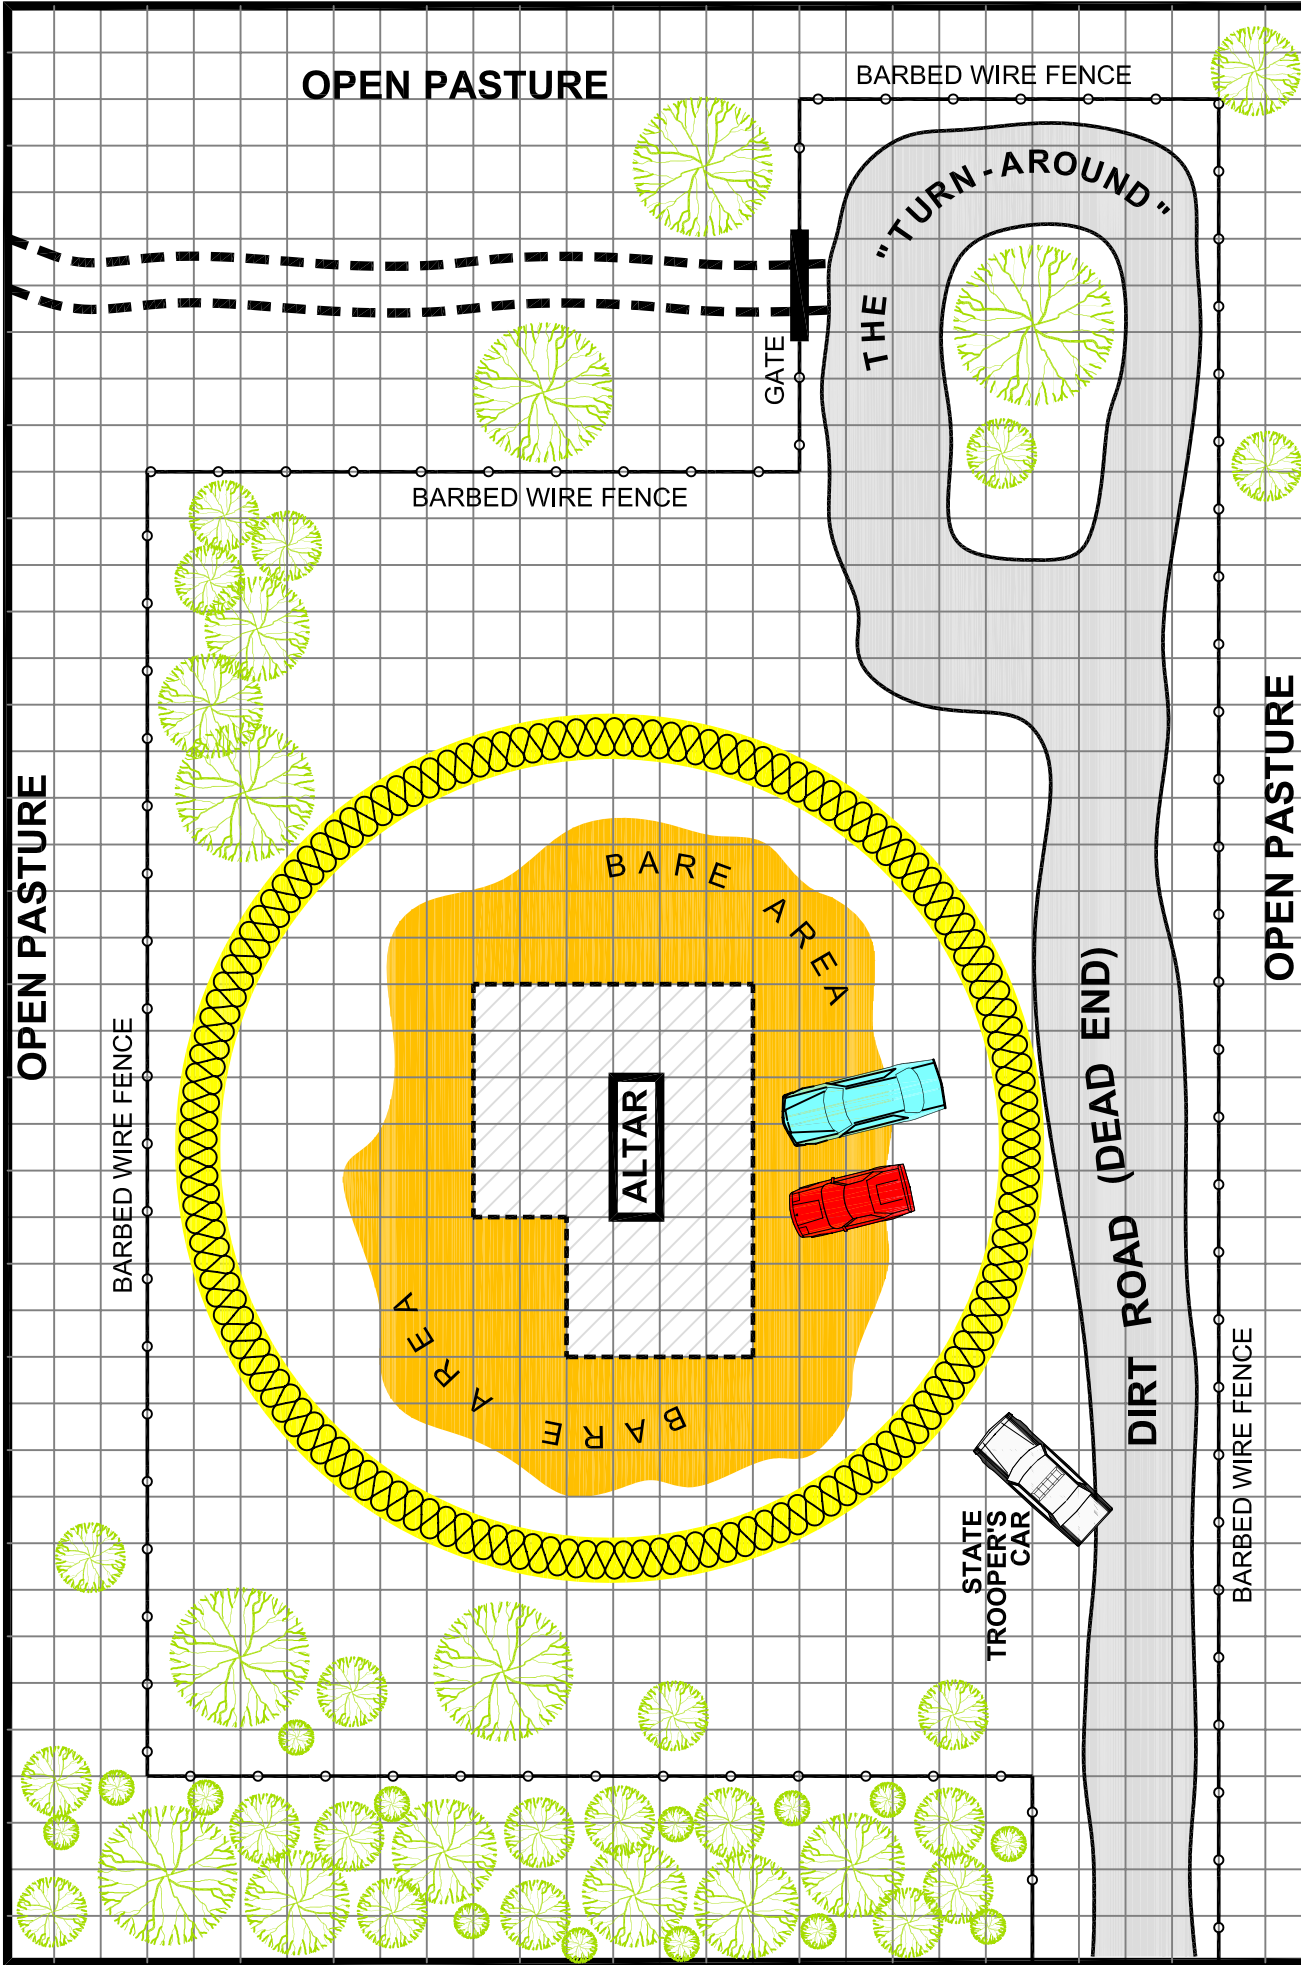 OPEN PASTURE
BARBED WIRE FENCE
THE "TURN-AROUND"
GATE
BARBED WIRE FENCE
OPEN PASTURE
OPEN PASTURE
BARE AREA
BARBED WIRE FENCE
ALTAR
DIRT ROAD (DEAD END)
BARE AREA
BARBED WIRE FENCE
STATE
TROOPER'S
CAR